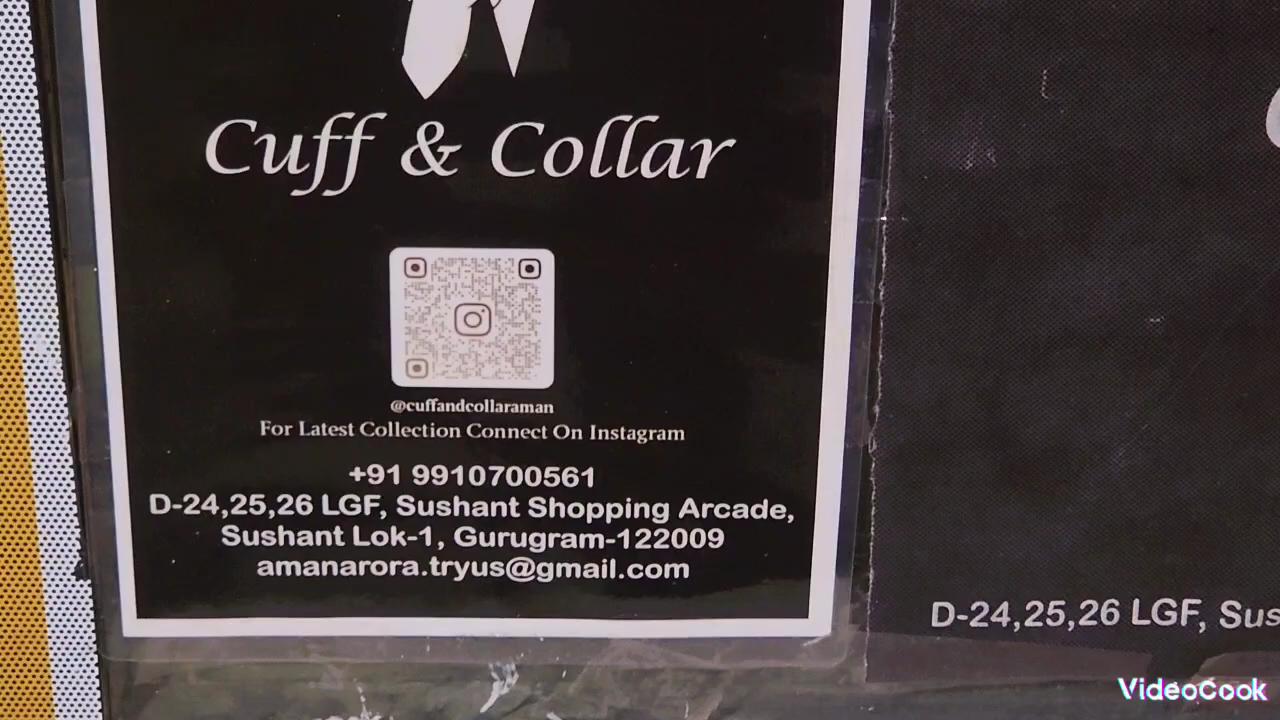 Cuff & Collar
@cuffandcollaraman
For Latest Collection Connect On Instagram
+91 9910700561
D-24,25,26 LGF, Sushant Shopping Arcade,
Sushant Lok-1, Gurugram-122009
amanarora.tryus@gmail.com
D-24,25,26 LGF, Sus
VideoCook